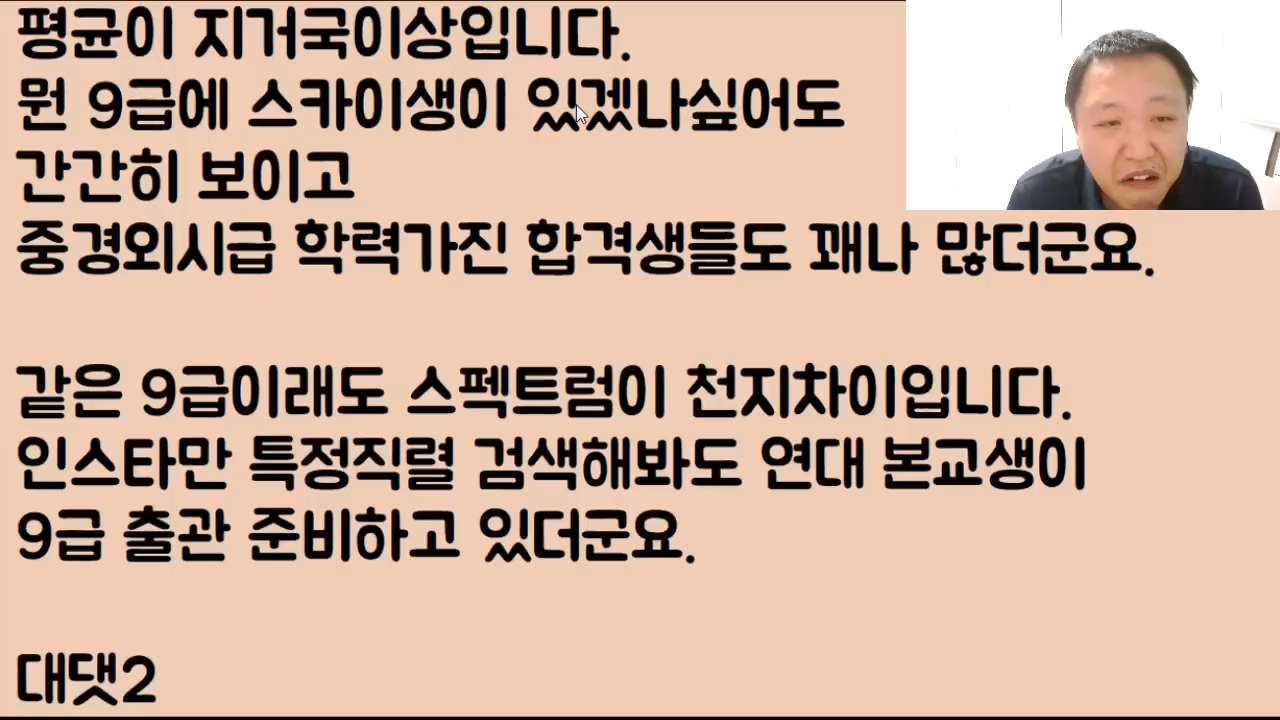 평균이 지거국이상입니다.
뭔 9급에 스카이생이 있겠나싶어도
간간히 보이고
중경외시급 학력가진 합격생들도 꽤나 많더군요.
같은 9급이래도 스펙트럼이 천지차이입니다.
인스타만 특정직렬 검색해봐도 연대 본교생이
9급 출관 준비하고 있더군요.
대댓2